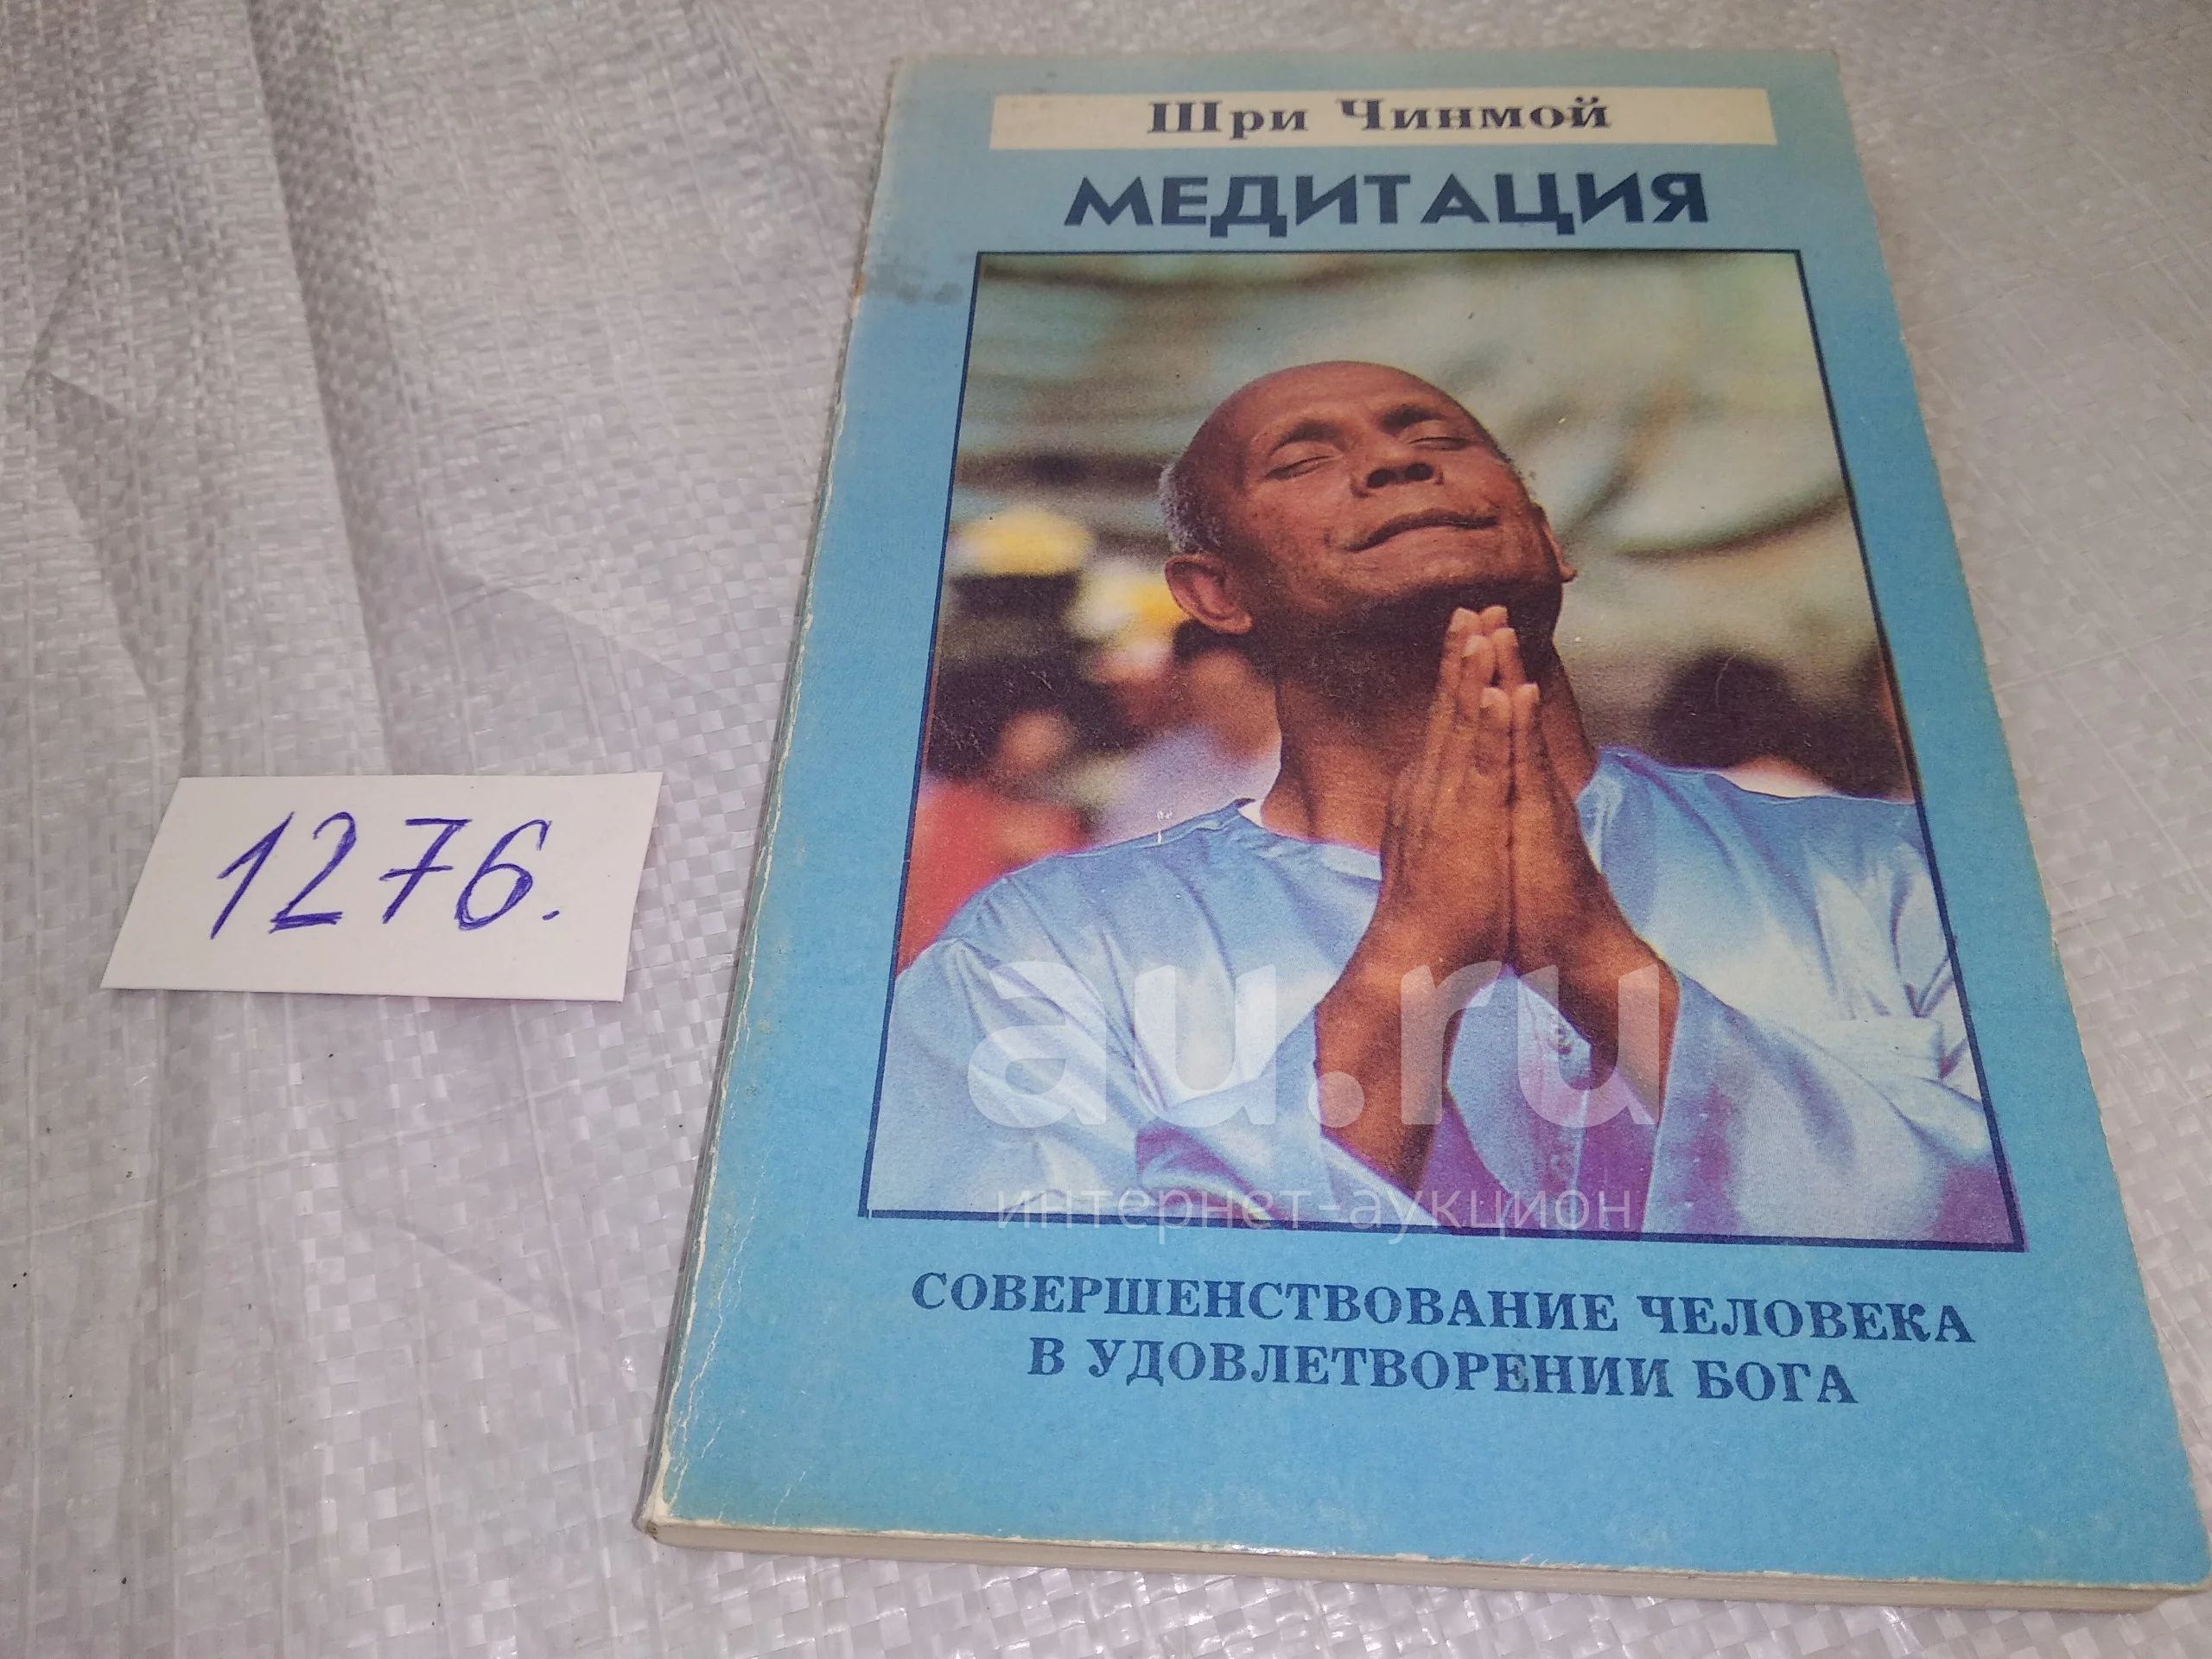 Шри Чинмой
МЕДИТАЦИЯ
1276.
au.ru
интернет-аукцион
СОВЕРШЕНСТВОВАНИЕ ЧЕЛОВЕКА
В УДОВЛЕТВОРЕНИИ БОГА